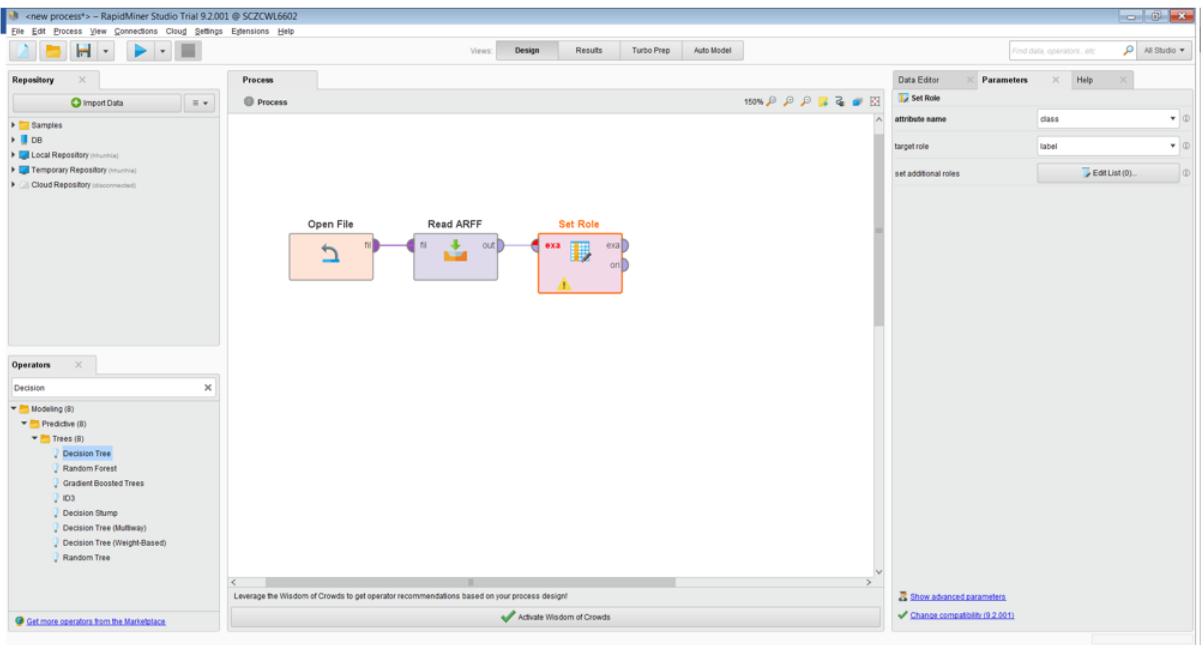 <new process*> – RapidMiner Studio Trial 9.2.001 @ SCZCWL6602
File Edit Process View Connections Cloud Settings Extensions Help
Views: Design Results Turbo Prep Auto Model
Find data, operators...etc
All Studio
Repository
Import Data
Samples
DB
Local Repository
Temporary Repository
Cloud Repository (disconnected)
Operators
Decision
Modeling (8)
Predictive (8)
Trees (8)
Decision Tree
Random Forest
Gradient Boosted Trees
ID3
Decision Stump
Decision Tree (Multiway)
Decision Tree (Weight-Based)
Random Tree
Get more operators from the Marketplace
Process
Process
150%
Open File
fil
Read ARFF
fil
out
Set Role
exa
exa
ori
Leverage the Wisdom of Crowds to get operator recommendations based on your process design!
Activate Wisdom of Crowds
Data Editor
Parameters
Help
Set Role
attribute name
class
target role
label
set additional roles
Edit List (0)...
Show advanced parameters
Change compatibility (9.2.001)